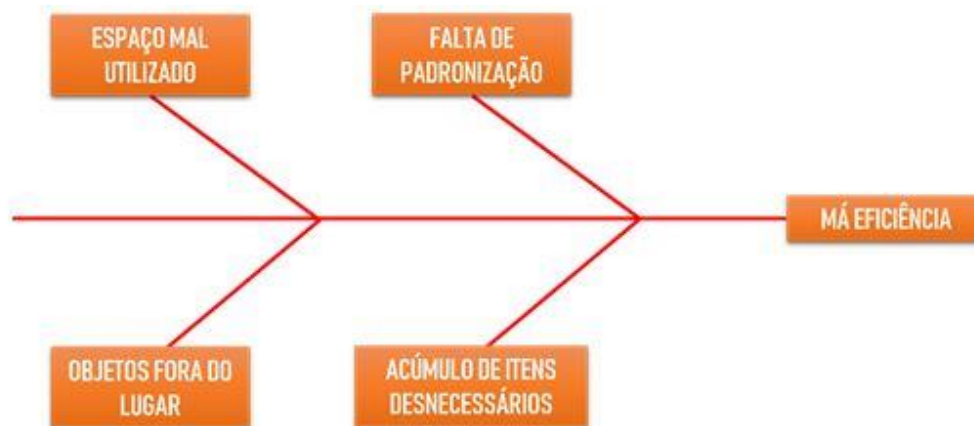 ESPAÇO MAL
UTILIZADO
FALTA DE
PADRONIZAÇÃO
MÁ EFICIÊNCIA
OBJETOS FORA DO
LUGAR
ACÚMULO DE ITENS
DESNECESSÁRIOS